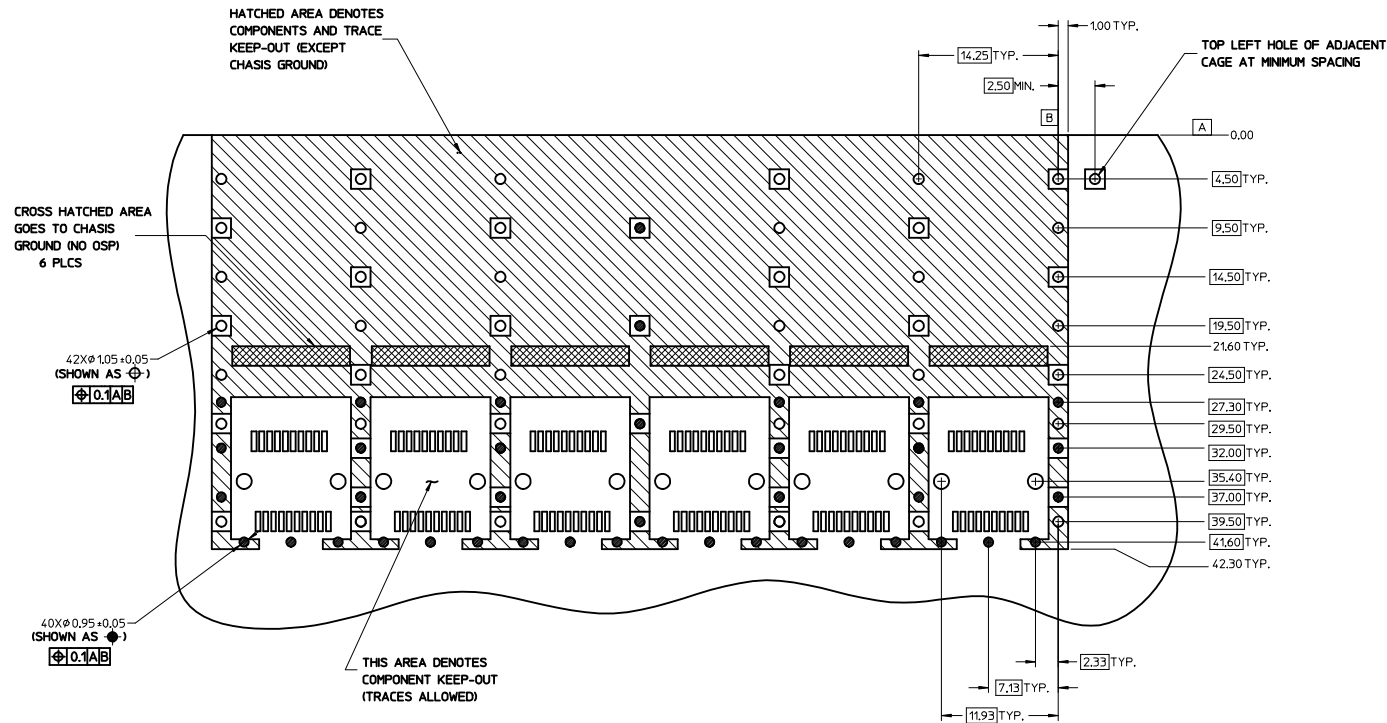 HATCHED AREA DENOTES
COMPONENTS AND TRACE
KEEP-OUT (EXCEPT
CHASIS GROUND)
1.00 TYP.
14.25 TYP.
TOP LEFT HOLE OF ADJACENT
CAGE AT MINIMUM SPACING
2.50 MIN.
B
A
0.00
4.50 TYP.
CROSS HATCHED AREA
GOES TO CHASIS
GROUND (NO OSP)
6 PLCS
9.50 TYP.
14.50 TYP.
19.50 TYP.
21.60 TYP.
42X Ø 1.05 ±0.05
(SHOWN AS ⌖)
⌖ 0.1 A B
24.50 TYP.
27.30 TYP.
29.50 TYP.
32.00 TYP.
35.40 TYP.
37.00 TYP.
39.50 TYP.
41.60 TYP.
42.30 TYP.
40X Ø 0.95 ±0.05
(SHOWN AS ●)
⌖ 0.1 A B
THIS AREA DENOTES
COMPONENT KEEP-OUT
(TRACES ALLOWED)
2.33 TYP.
7.13 TYP.
11.93 TYP.